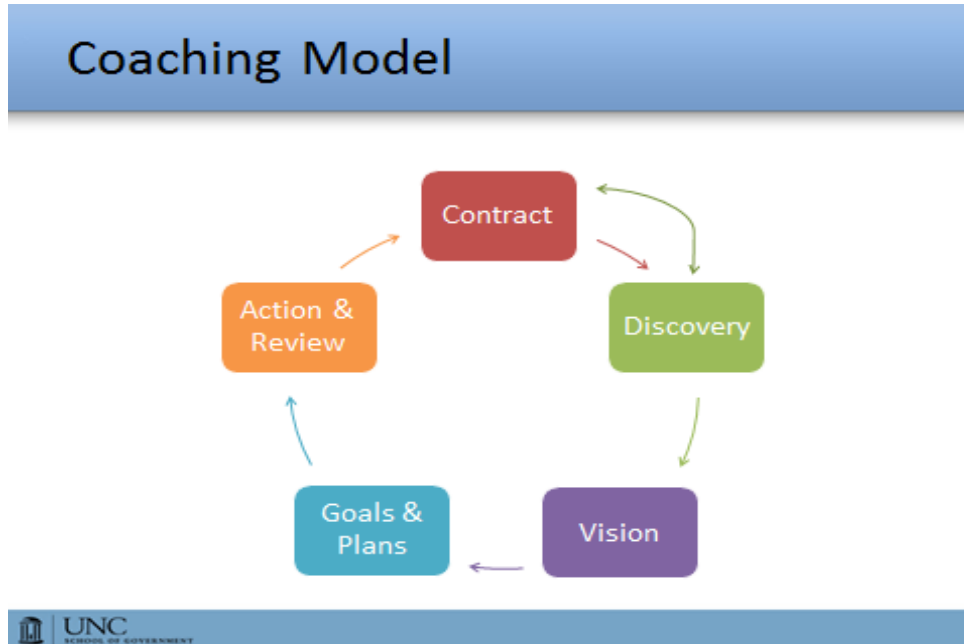 Coaching Model
Contract
Discovery
Vision
Goals &
Plans
Action &
Review
UNC
SCHOOL OF GOVERNMENT